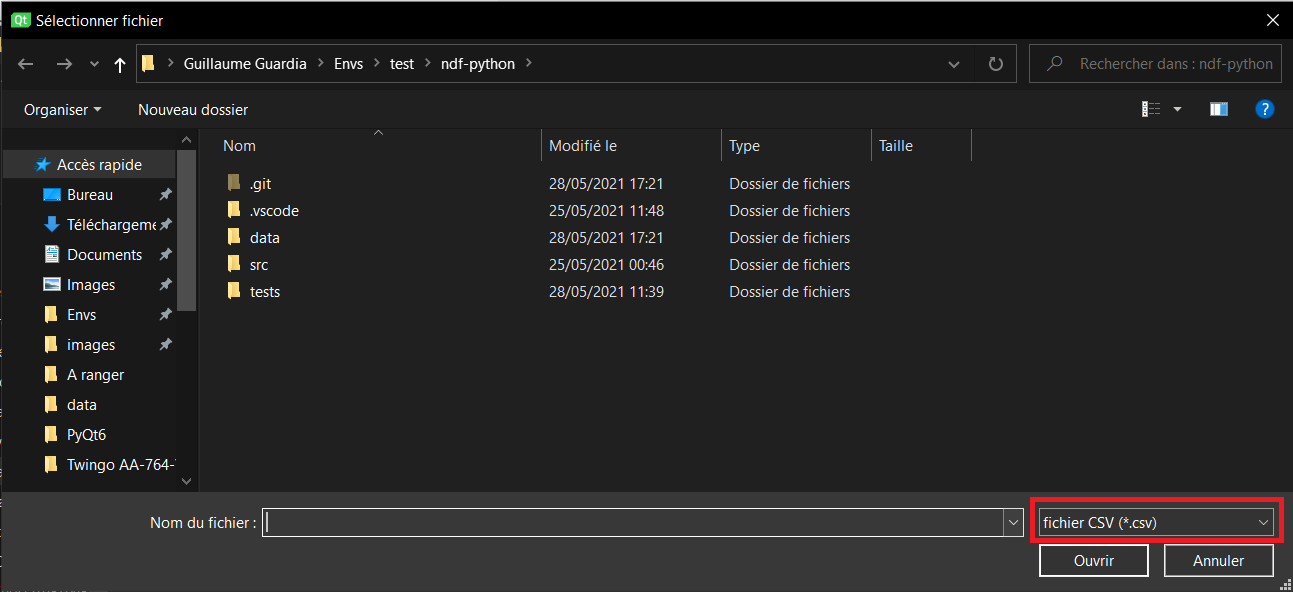 Qt Sélectionner fichier
Guillaume Guardia Envs test ndf-python
Rechercher dans : ndf-python
Organiser Nouveau dossier ?
Nom Modifié le Type Taille
.git 28/05/2021 17:21 Dossier de fichiers
.vscode 25/05/2021 11:48 Dossier de fichiers
data 28/05/2021 17:21 Dossier de fichiers
src 25/05/2021 00:46 Dossier de fichiers
tests 28/05/2021 11:39 Dossier de fichiers
Accès rapide
Bureau
Téléchargeme
Documents
Images
Envs
images
A ranger
data
PyQt6
Twingo AA-764-
Nom du fichier :
fichier CSV (*.csv)
Ouvrir Annuler